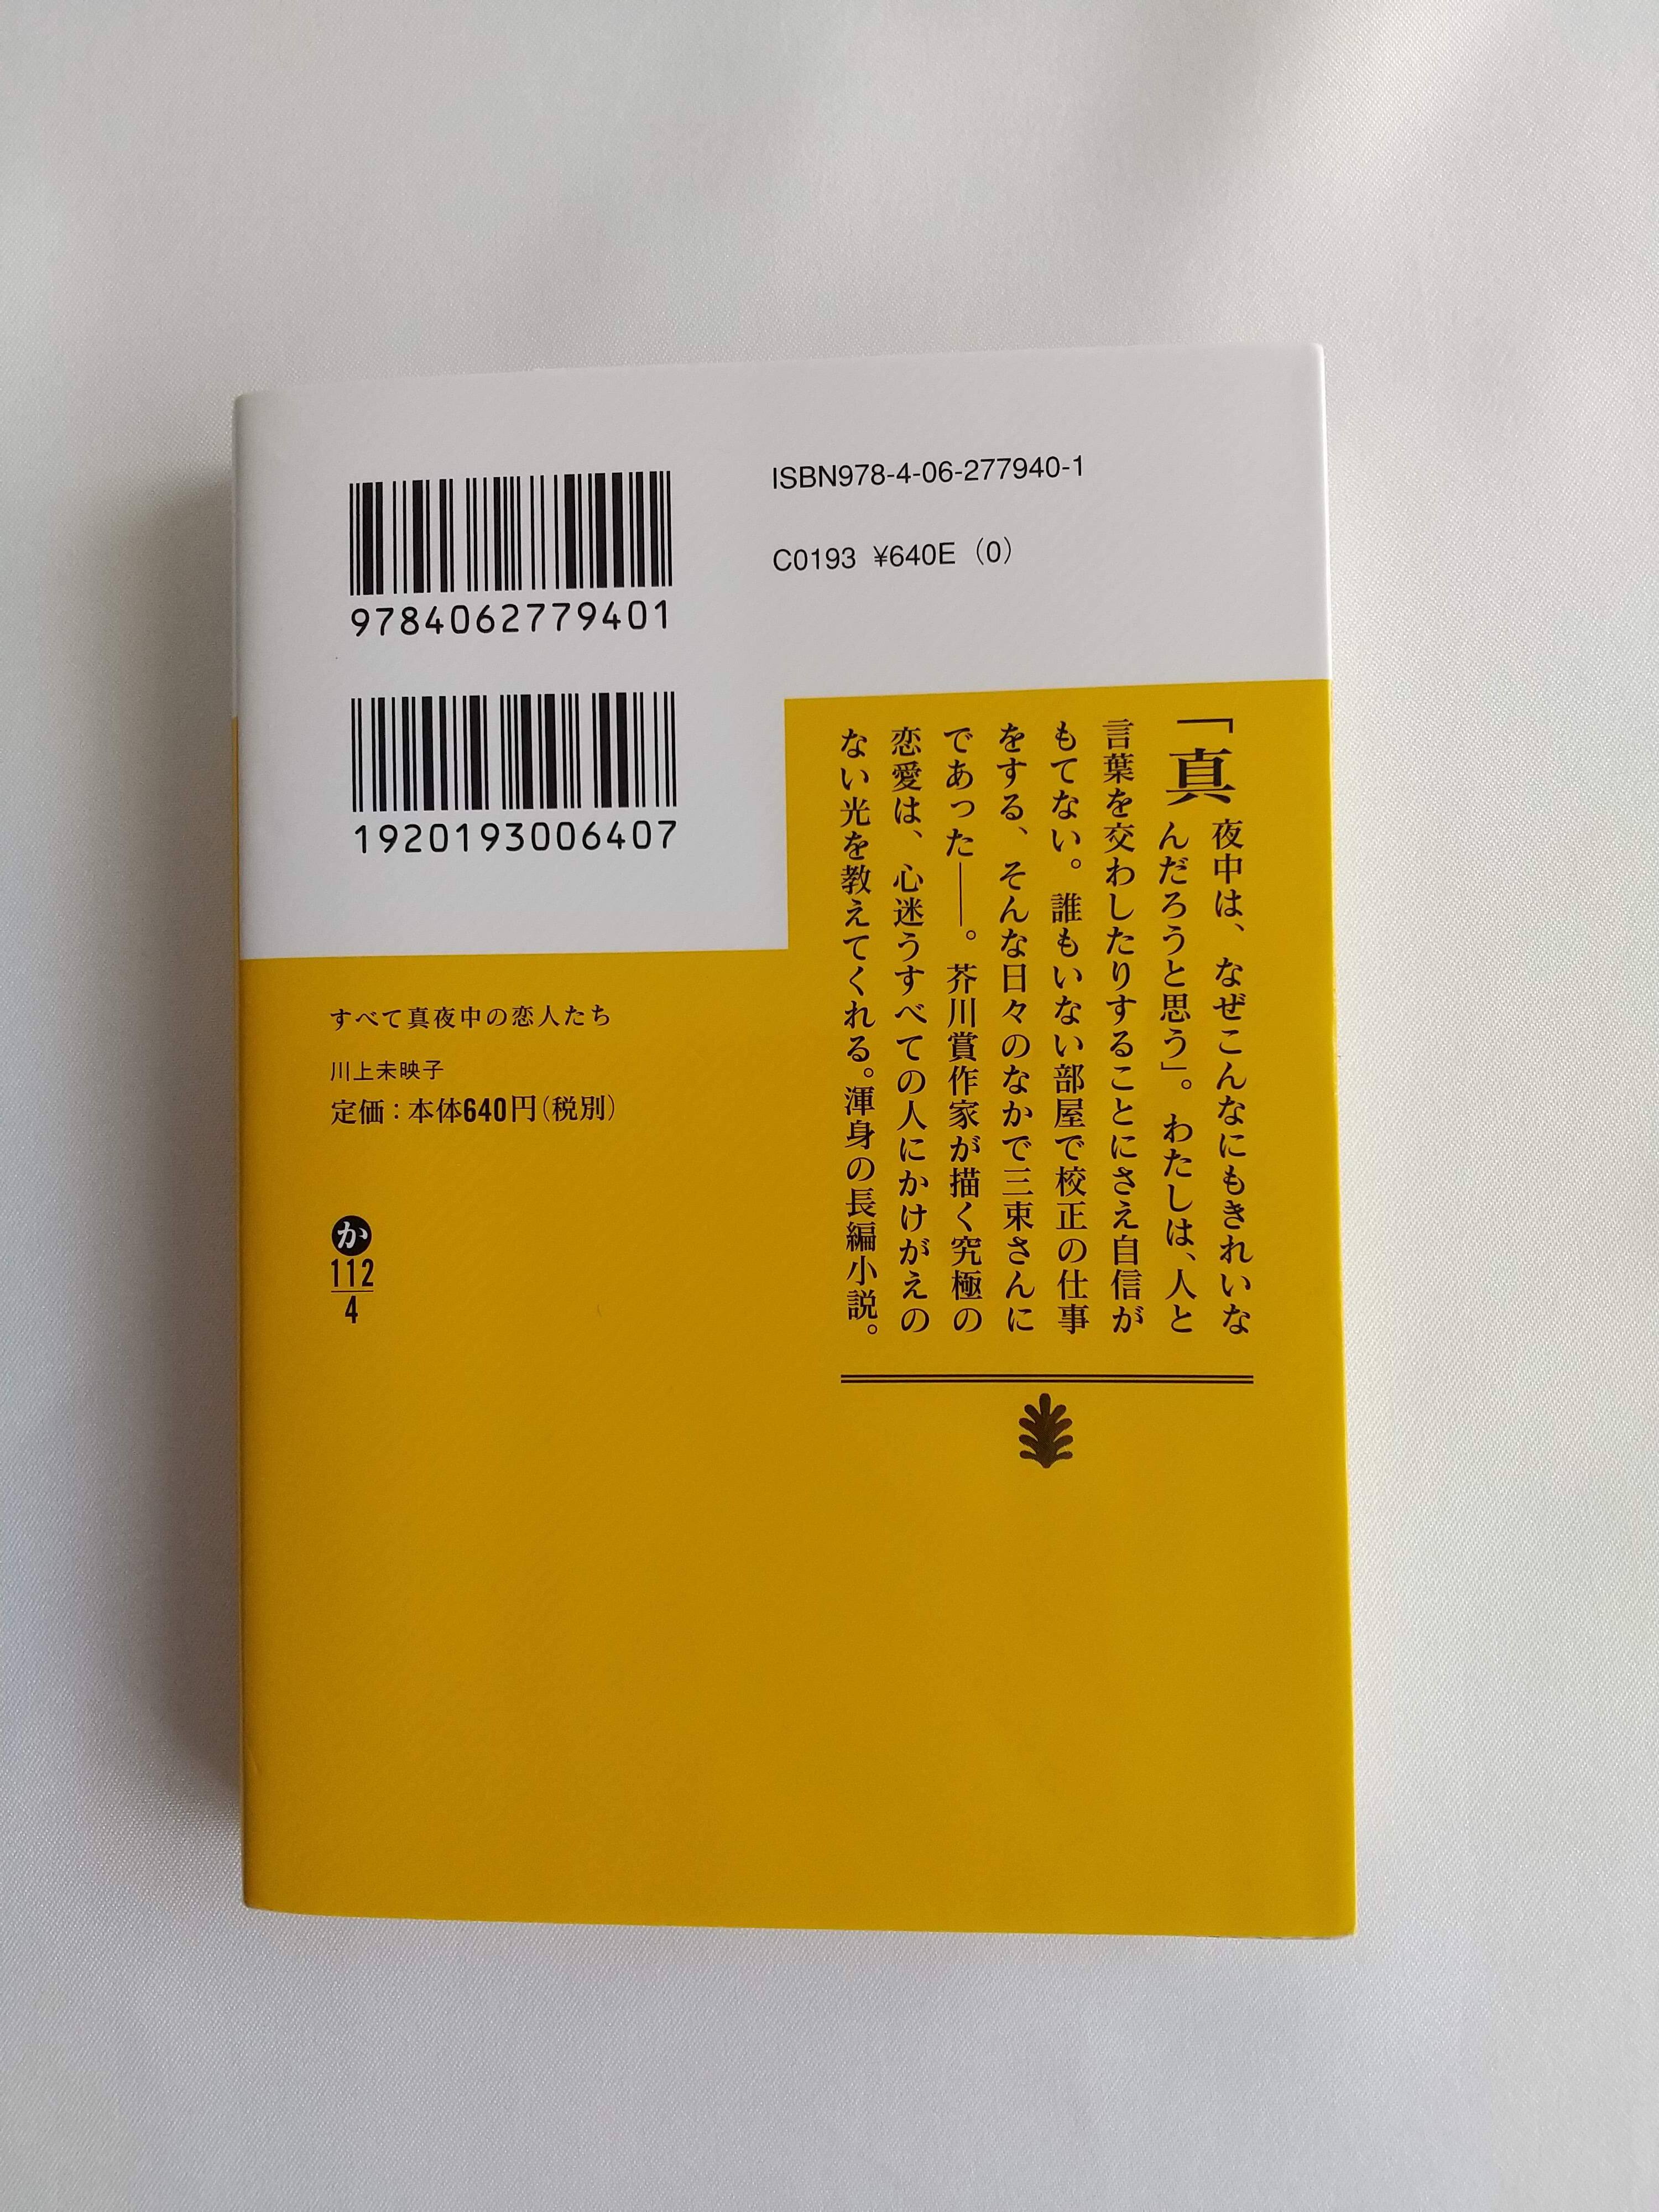 ISBN978-4-06-277940-1
C0193 ¥640E (0)
9784062779401
1920193006407
「真夜中は、なぜこんなにもきれいな
んだろうと思う」。わたしは、人と
言葉を交わしたりすることにさえ自信が
もてない。誰もいない部屋で校正の仕事
をする、そんな日々のなかで三束さんに
であった——。芥川賞作家が描く究極の
恋愛は、心迷うすべての人にかけがえの
ない光を教えてくれる。渾身の長編小説。
すべて真夜中の恋人たち
川上未映子
定価：本体640円(税別)
か
112
4